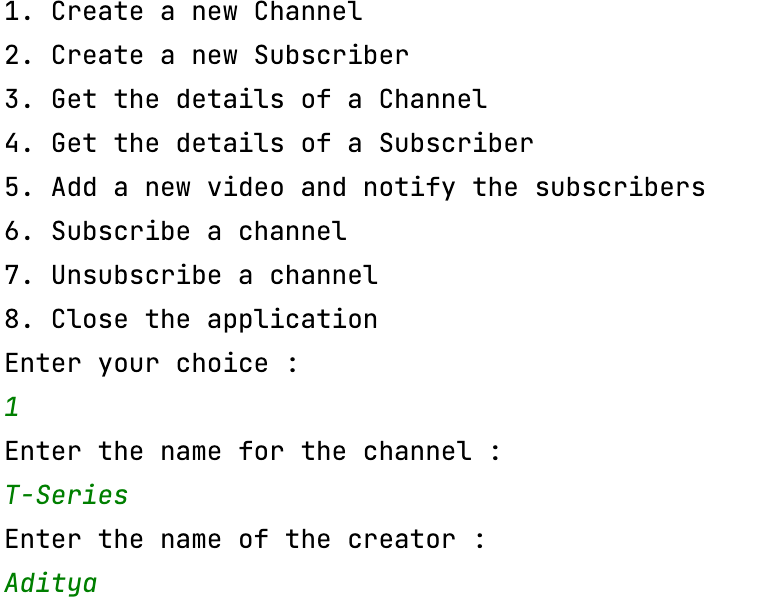 1. Create a new Channel
2. Create a new Subscriber
3. Get the details of a Channel
4. Get the details of a Subscriber
5. Add a new video and notify the subscribers
6. Subscribe a channel
7. Unsubscribe a channel
8. Close the application
Enter your choice :
1
Enter the name for the channel :
T-Series
Enter the name of the creator :
Aditya